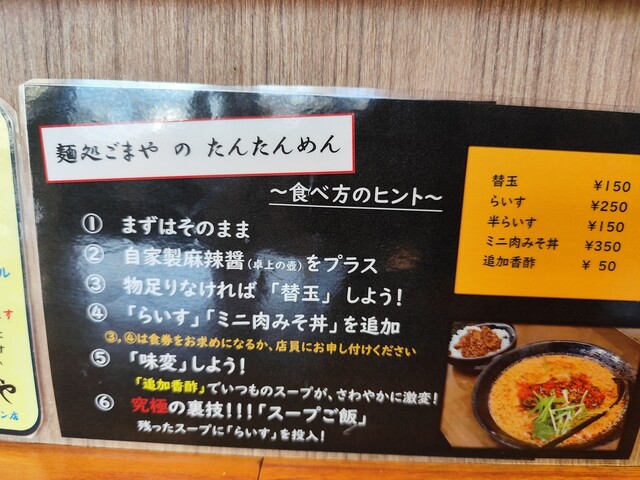 麺処ごまや の たんたんめん
~食べ方のヒント~
① まずはそのまま
② 自家製麻辣醤(卓上の壺)をプラス
③ 物足りなければ「替玉」しよう!
④ 「らいす」「ミニ肉みそ丼」を追加
③,④は食券をお求めになるか、店員にお申し付けください
⑤ 「味変」しよう!
「追加香酢」でいつものスープが、さわやかに激変!
⑥ 究極の裏技!!!「スープご飯」
残ったスープに「らいす」を投入!
替玉 ¥150
らいす ¥250
半らいす ¥150
ミニ肉みそ丼 ¥350
追加香酢 ¥ 50
ル
す
や
ン店